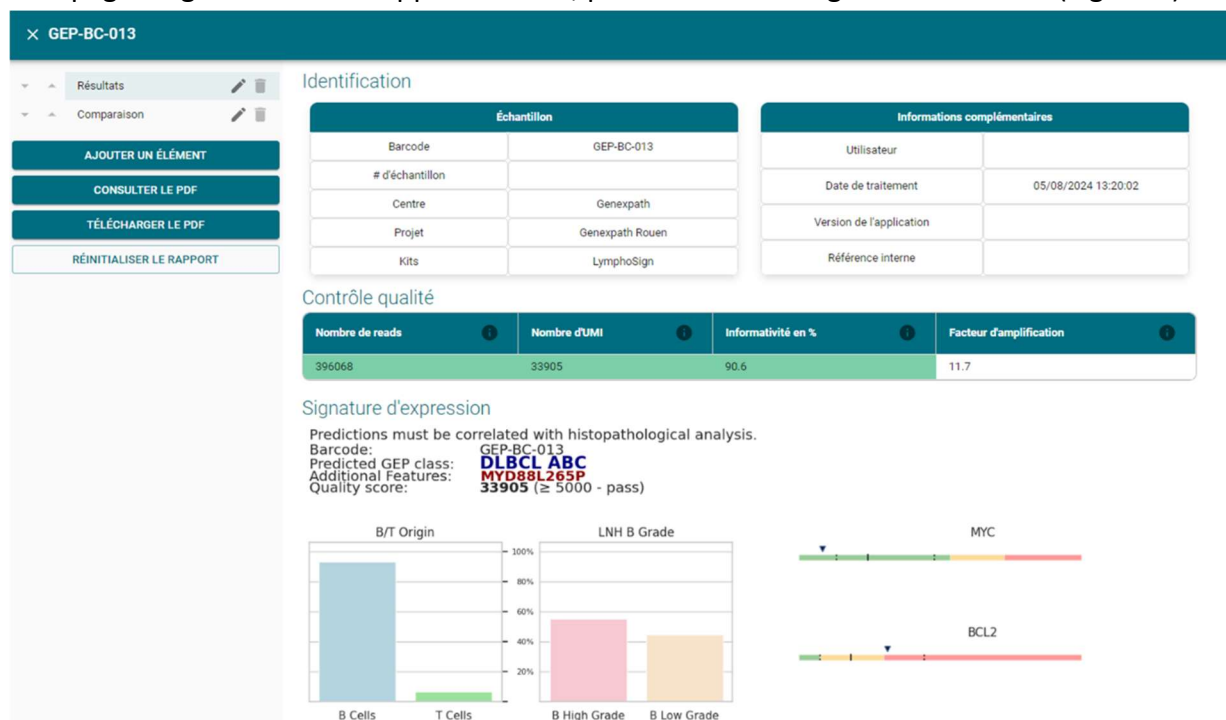 × GEP-BC-013
Résultats
Comparaison
AJOUTER UN ÉLÉMENT
CONSULTER LE PDF
TÉLÉCHARGER LE PDF
RÉINITIALISER LE RAPPORT
Identification
Échantillon
Barcode GEP-BC-013
# d'échantillon
Centre Genexpath
Projet Genexpath Rouen
Kits LymphoSign
Informations complémentaires
Utilisateur
Date de traitement 05/08/2024 13:20:02
Version de l'application
Référence interne
Contrôle qualité
Nombre de reads Nombre d'UMI Informativité en % Facteur d'amplification
396068 33905 90.6 11.7
Signature d'expression
Predictions must be correlated with histopathological analysis.
Barcode: GEP-BC-013
Predicted GEP class: DLBCL ABC
Additional Features: MYD88L265P
Quality score: 33905 (≥ 5000 - pass)
B/T Origin
100%
80%
60%
40%
20%
B Cells T Cells
LNH B Grade
B High Grade B Low Grade
MYC
BCL2